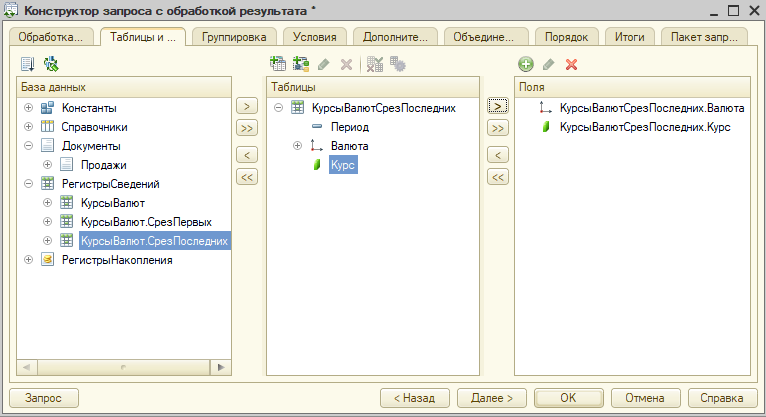 Конструктор запроса с обработкой результата *
Обработка... Таблицы и ... Группировка Условия Дополните... Объедине... Порядок Итоги Пакет запр...
База данных
Константы
Справочники
Документы
Продажи
РегистрыСведений
КурсыВалют
КурсыВалют.СрезПервых
КурсыВалют.СрезПоследних
РегистрыНакопления
>
>>
<
<<
Таблицы
КурсыВалютСрезПоследних
Период
Валюта
Курс
>
>>
<
<<
Поля
КурсыВалютСрезПоследних.Валюта
КурсыВалютСрезПоследних.Курс
Запрос < Назад Далее > OK Отмена Справка